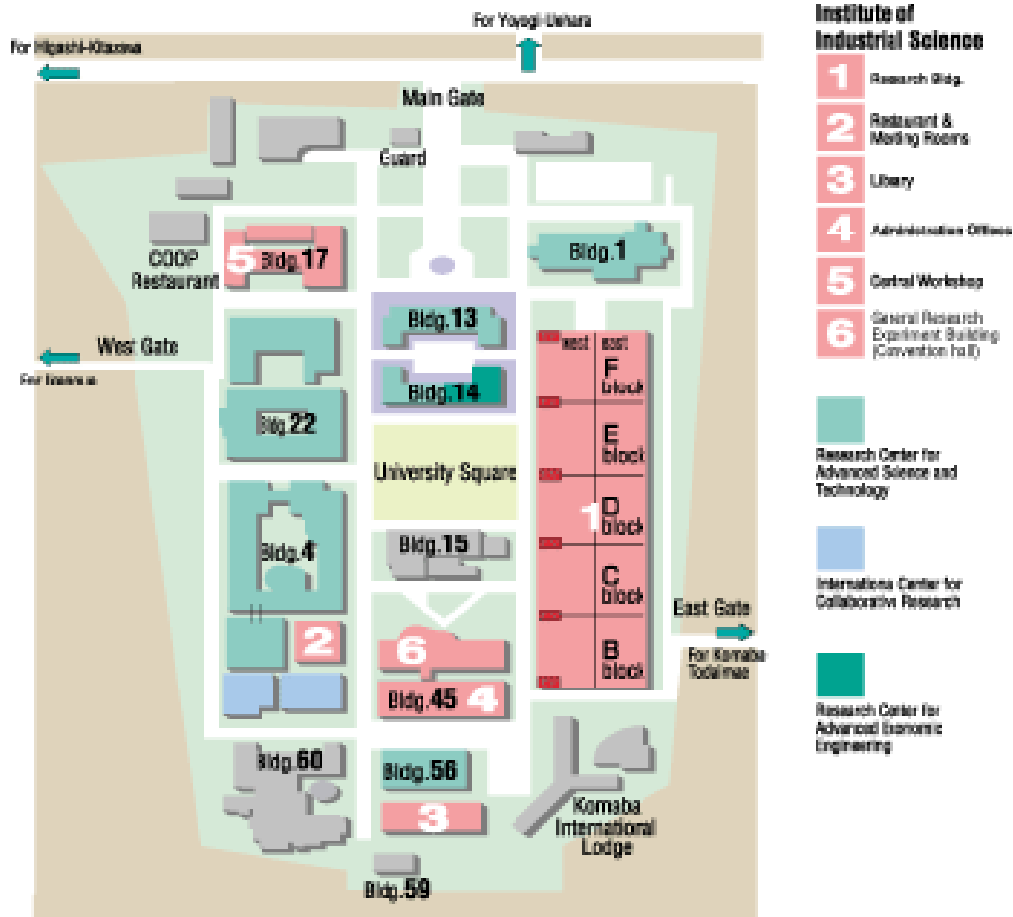 For Yoyogi-Uehara
For Higashi-Kitazawa
Main Gate
Guard
COOP
Restaurant
5
Bldg.17
Bldg.1
West Gate
Bldg.13
Bldg.14
west east
F
block
E
block
D
block
C
block
B
block
1
Bldg.22
University Square
Bldg.4
Bldg.15
East Gate
For Komaba
Todaimae
2
6
Bldg.45 4
Bldg.60
Bldg.56
3
Komaba
International
Lodge
Bldg.59
Institute of
Industrial Science
1 Research Bldg.
2 Restaurant &
Meeting Rooms
3 Library
4 Administration Offices
5 Central Workshop
6 General Research
Experiment Building
(Convention hall)
Research Center for
Advanced Science and
Technology
International Center for
Collaborative Research
Research Center for
Advanced Economic
Engineering